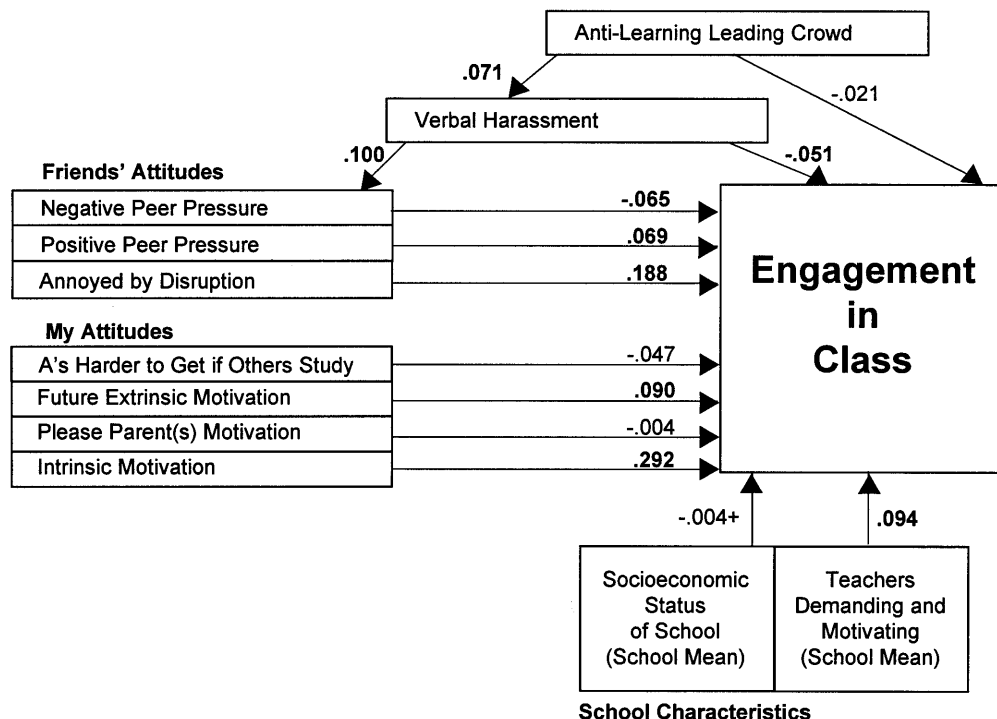 Anti-Learning Leading Crowd
.071
-.021
Verbal Harassment
.100
-.051
Friends' Attitudes
Negative Peer Pressure
-.065
Positive Peer Pressure
.069
Annoyed by Disruption
.188
Engagement
in
Class
My Attitudes
A's Harder to Get if Others Study
-.047
Future Extrinsic Motivation
.090
Please Parent(s) Motivation
-.004
Intrinsic Motivation
.292
-.004+
.094
Socioeconomic
Status
of School
(School Mean)
Teachers
Demanding and
Motivating
(School Mean)
School Characteristics